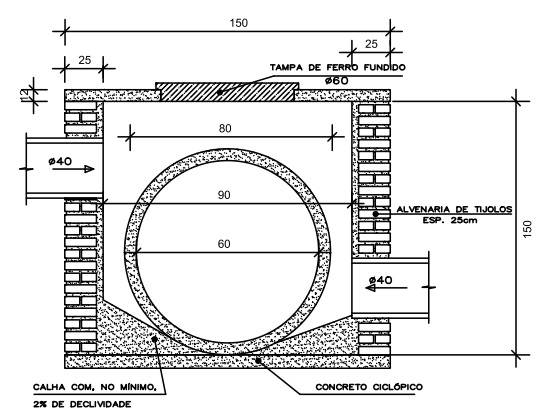 150
25
25
TAMPA DE FERRO FUNDIDO
ø60
12
80
ø40
90
ALVENARIA DE TIJOLOS
ESP. 25cm
150
60
ø40
CALHA COM, NO MÍNIMO,
2% DE DECLIVIDADE
CONCRETO CICLÓPICO